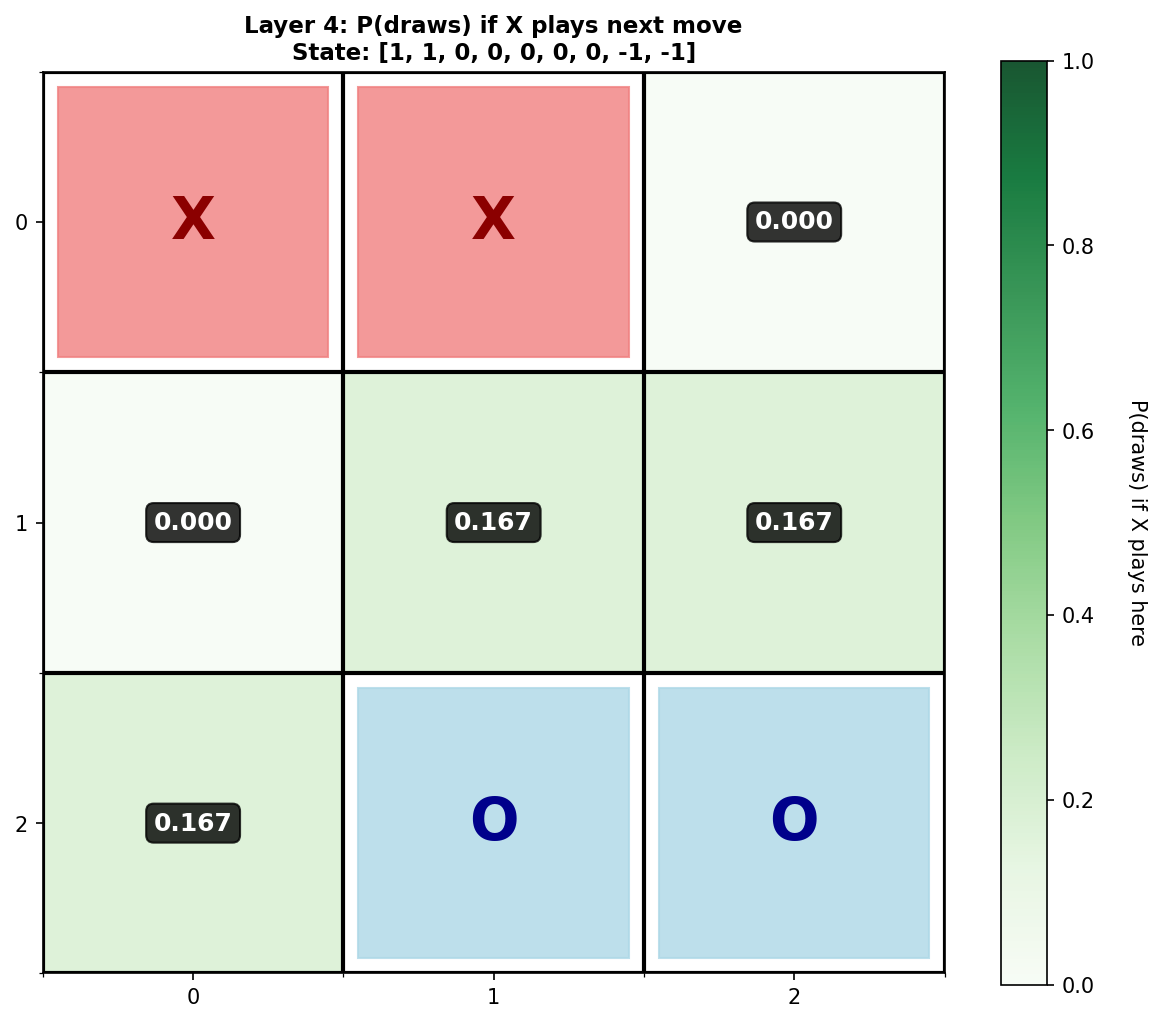 Layer 4: P(draws) if X plays next move
State: [1, 1, 0, 0, 0, 0, 0, -1, -1]
0
X
X
0.000
1
0.000
0.167
0.167
2
0.167
O
O
0
1
2
1.0
0.8
0.6
0.4
0.2
0.0
P(draws) if X plays here